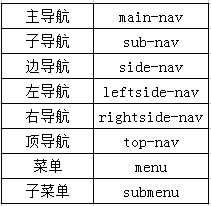 主导航 main-nav
子导航 sub-nav
边导航 side-nav
左导航 leftside-nav
右导航 rightside-nav
顶导航 top-nav
菜单 menu
子菜单 submenu